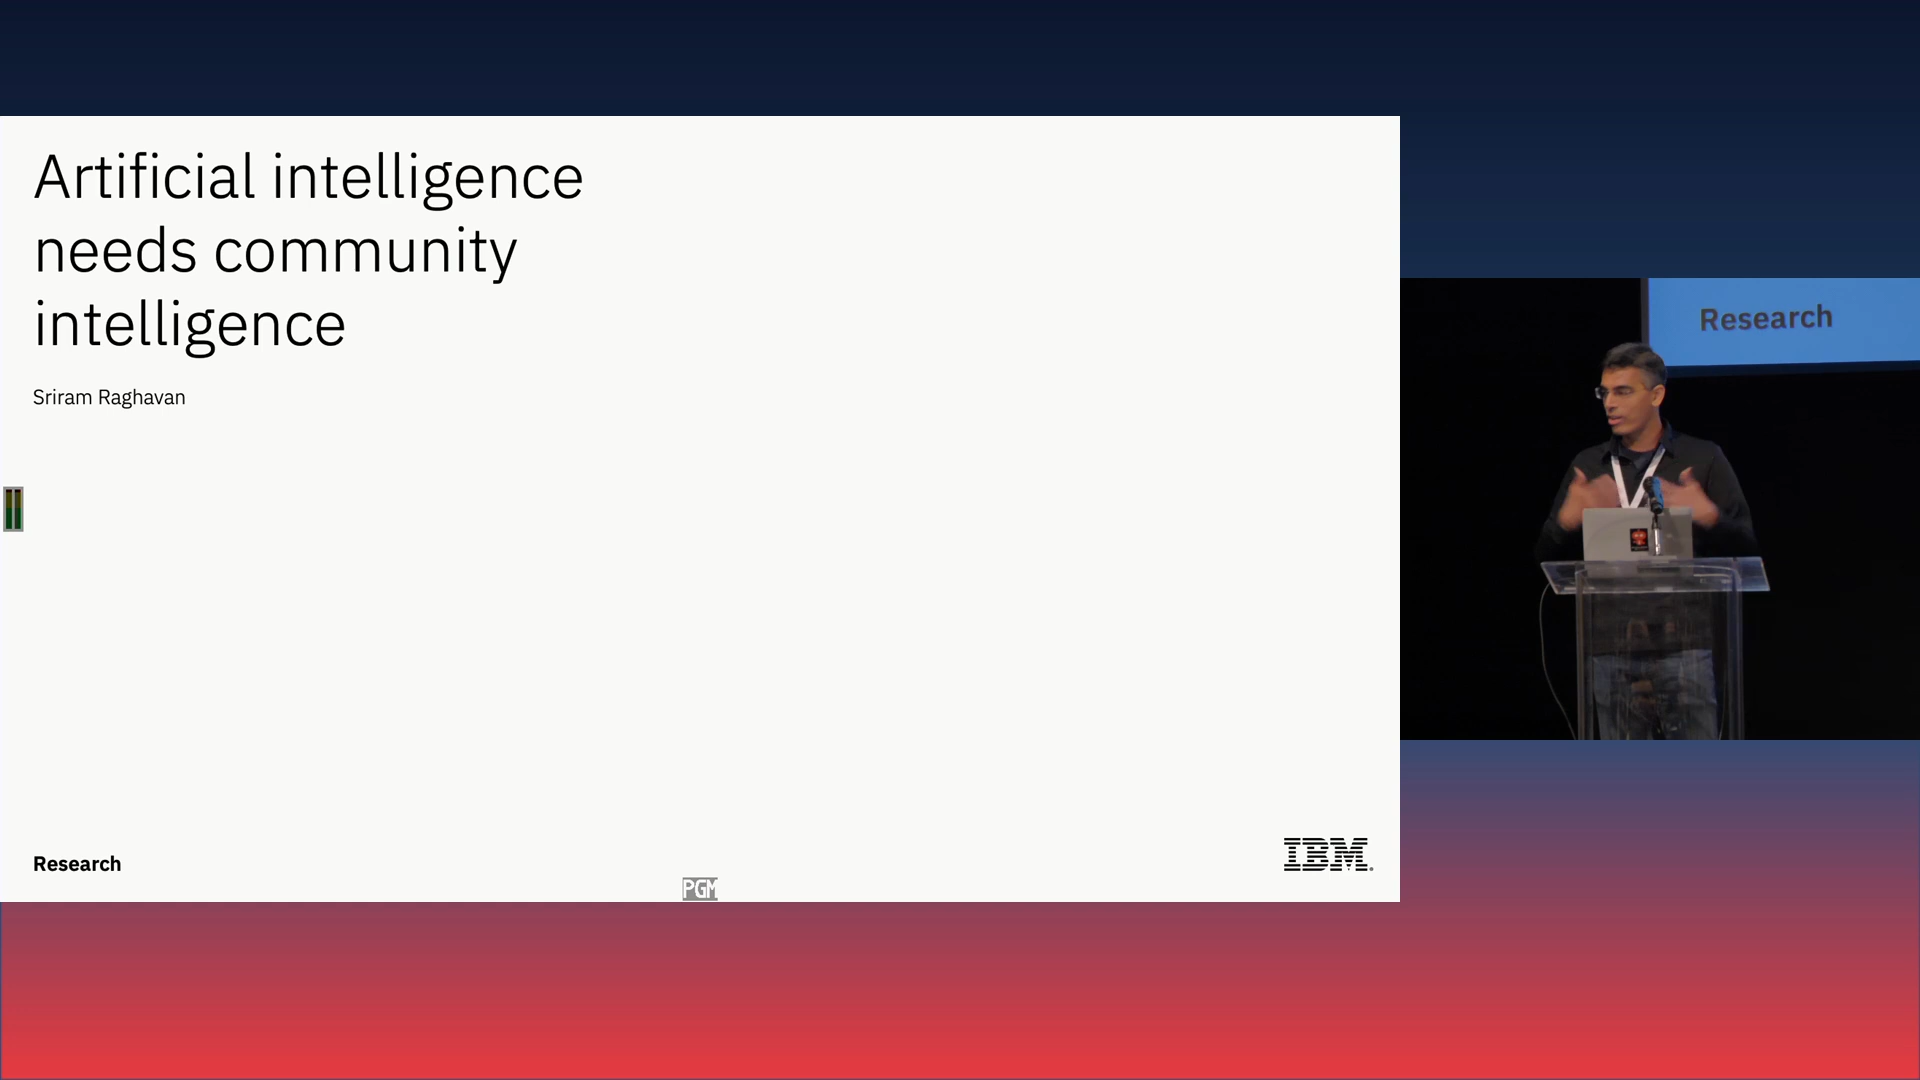 Artificial intelligence
needs community
intelligence
Sriram Raghavan
Research
IBM
PGM
Research